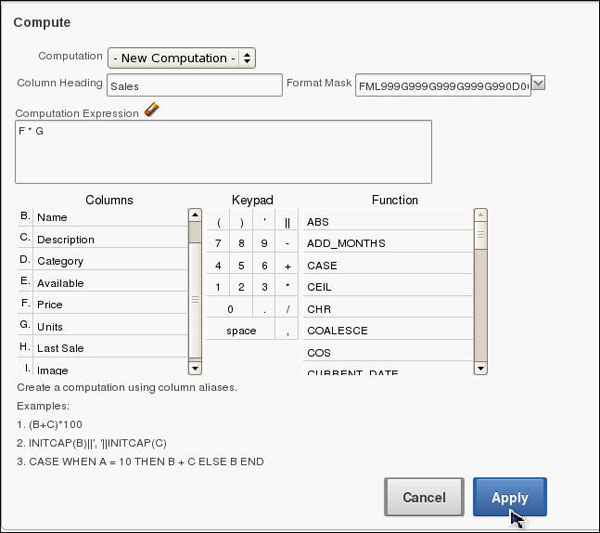 Compute
Computation - New Computation -
Column Heading Sales Format Mask FML999G999G999G999G990D0
Computation Expression
F * G
Columns Keypad Function
B. Name ( ) ' || ABS
C. Description 7 8 9 - ADD_MONTHS
D. Category 4 5 6 + CASE
E. Available 1 2 3 * CEIL
F. Price 0 . / CHR
G. Units space , COALESCE
H. Last Sale COS
I. Image CURRENT_DATE
Create a computation using column aliases.
Examples:
1. (B+C)*100
2. INITCAP(B)||', '||INITCAP(C)
3. CASE WHEN A = 10 THEN B + C ELSE B END
Cancel Apply